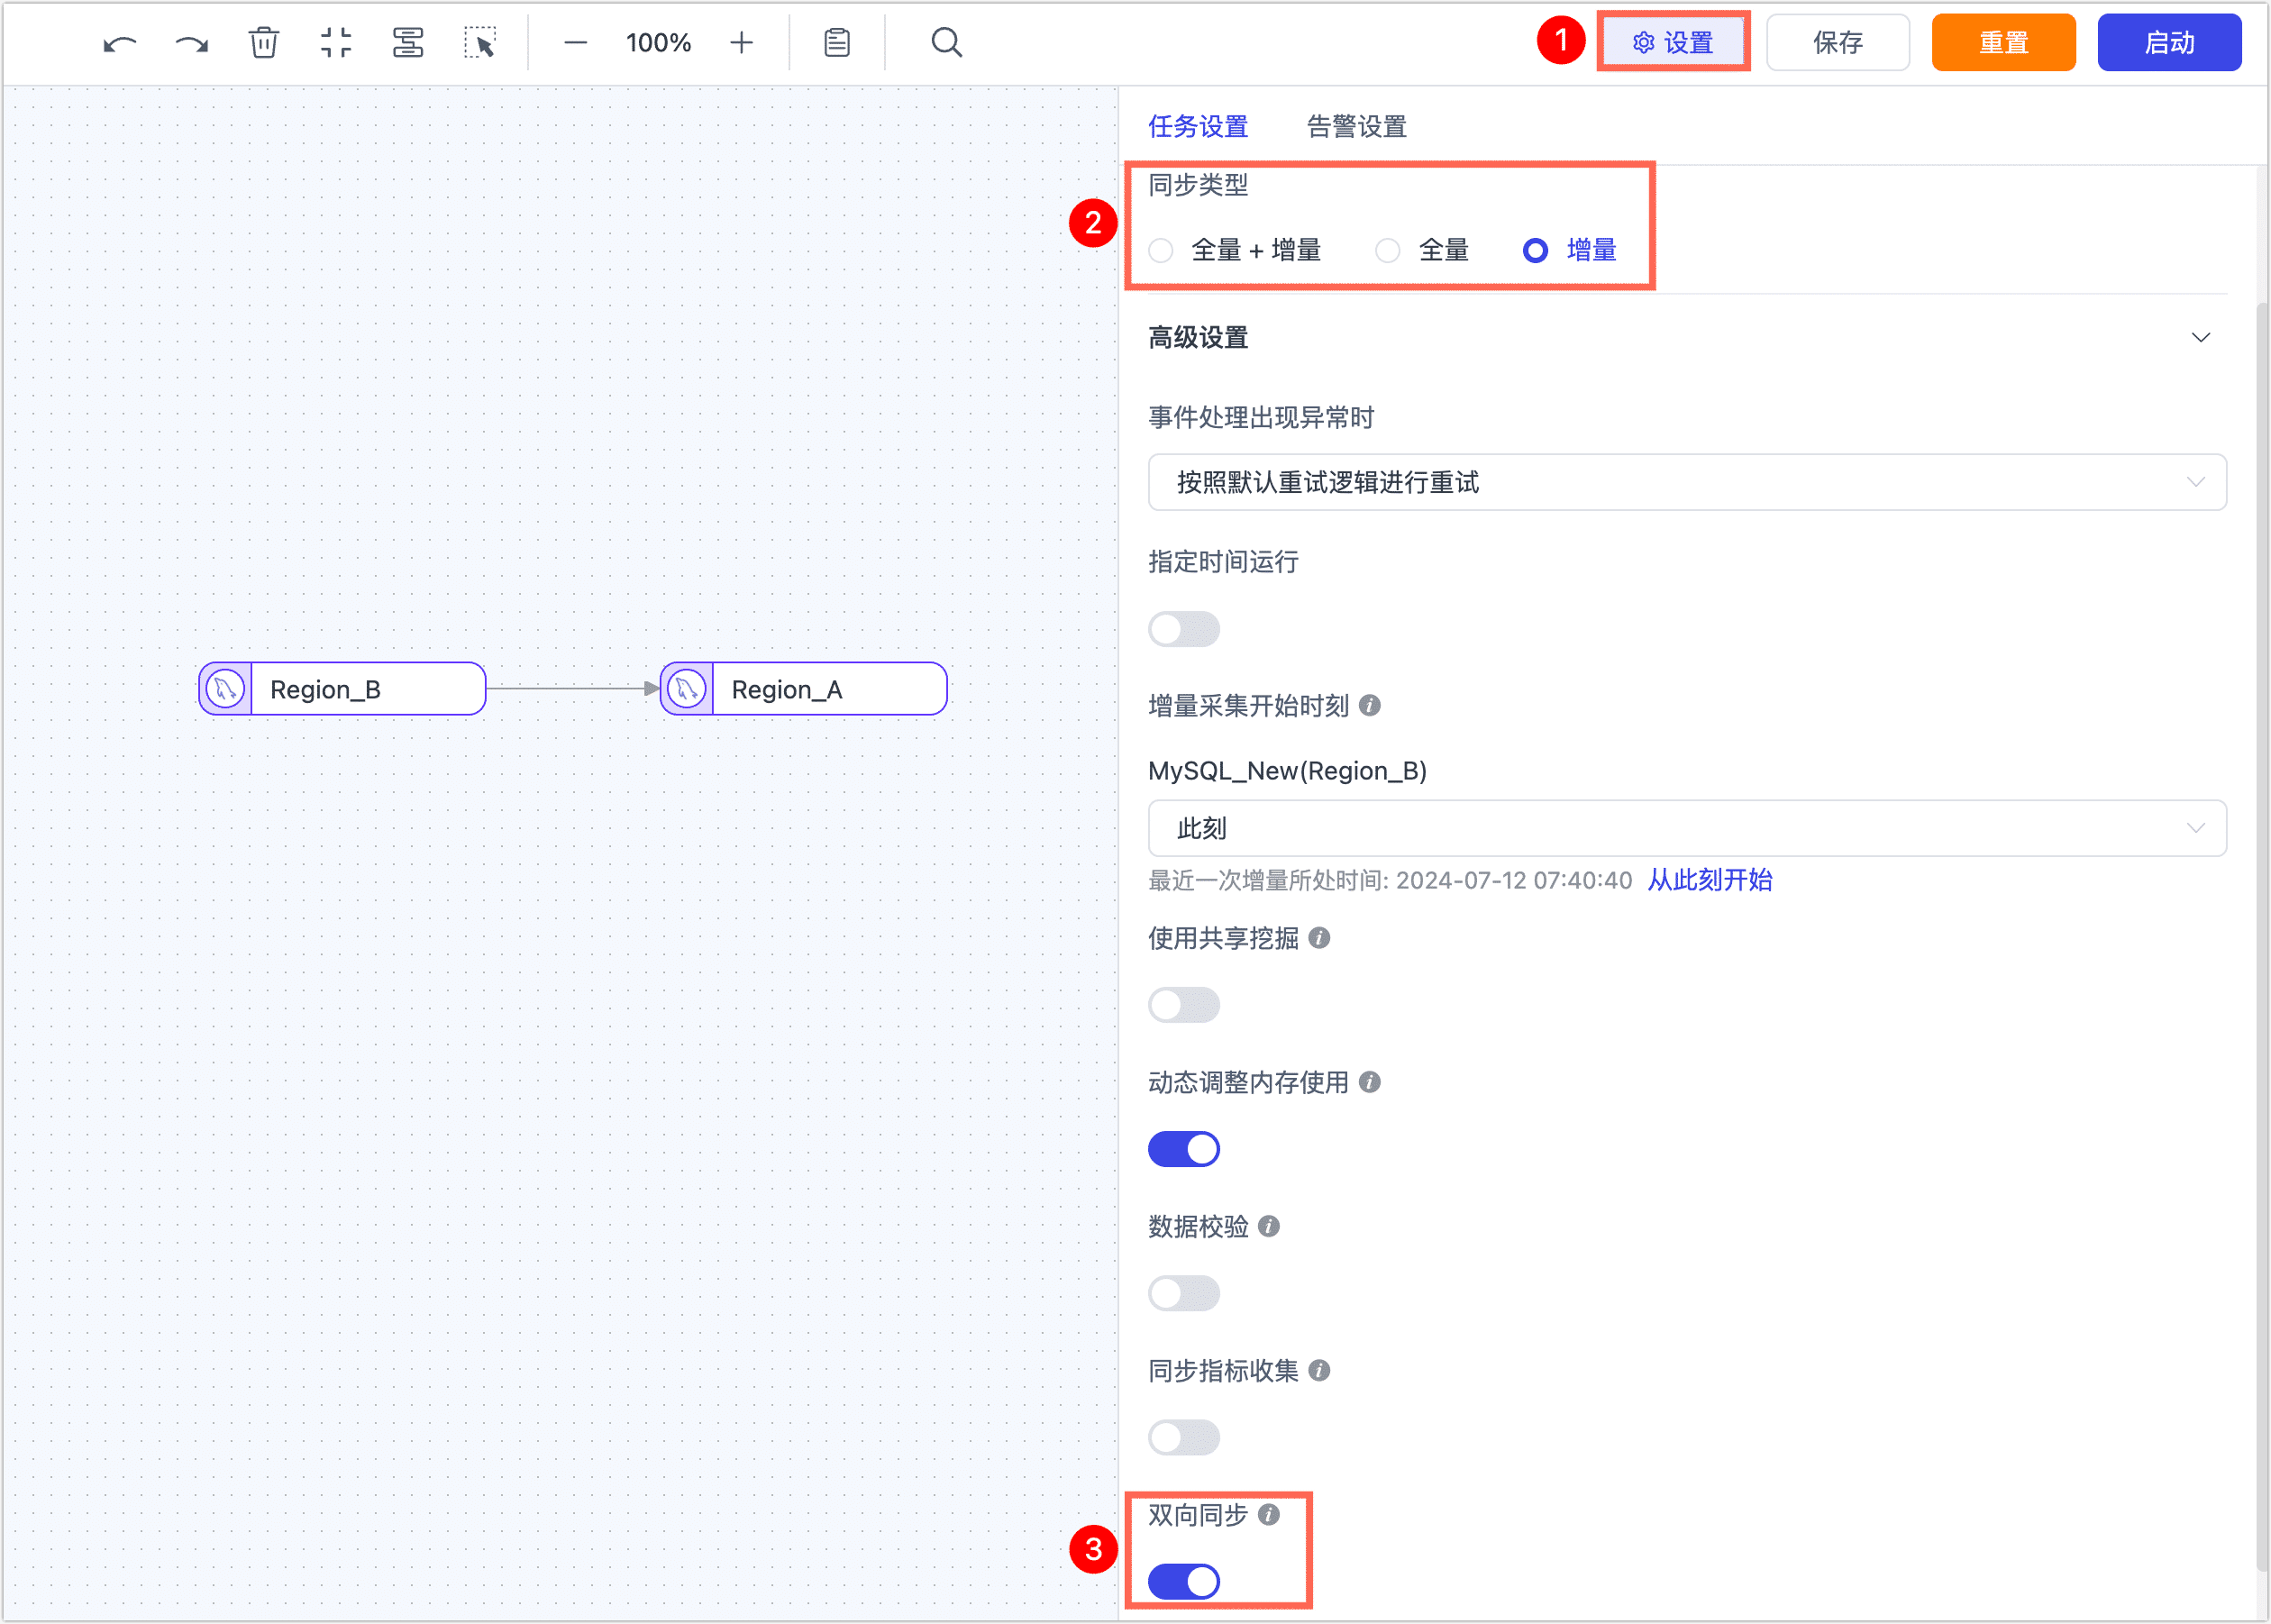 100%
1
设置
保存
重置
启动
任务设置
告警设置
同步类型
2
全量 + 增量
全量
增量
高级设置
事件处理出现异常时
按照默认重试逻辑进行重试
指定时间运行
Region_B
Region_A
增量采集开始时刻
MySQL_New(Region_B)
此刻
最近一次增量所处时间: 2024-07-12 07:40:40 从此刻开始
使用共享挖掘
动态调整内存使用
数据校验
同步指标收集
双向同步
3